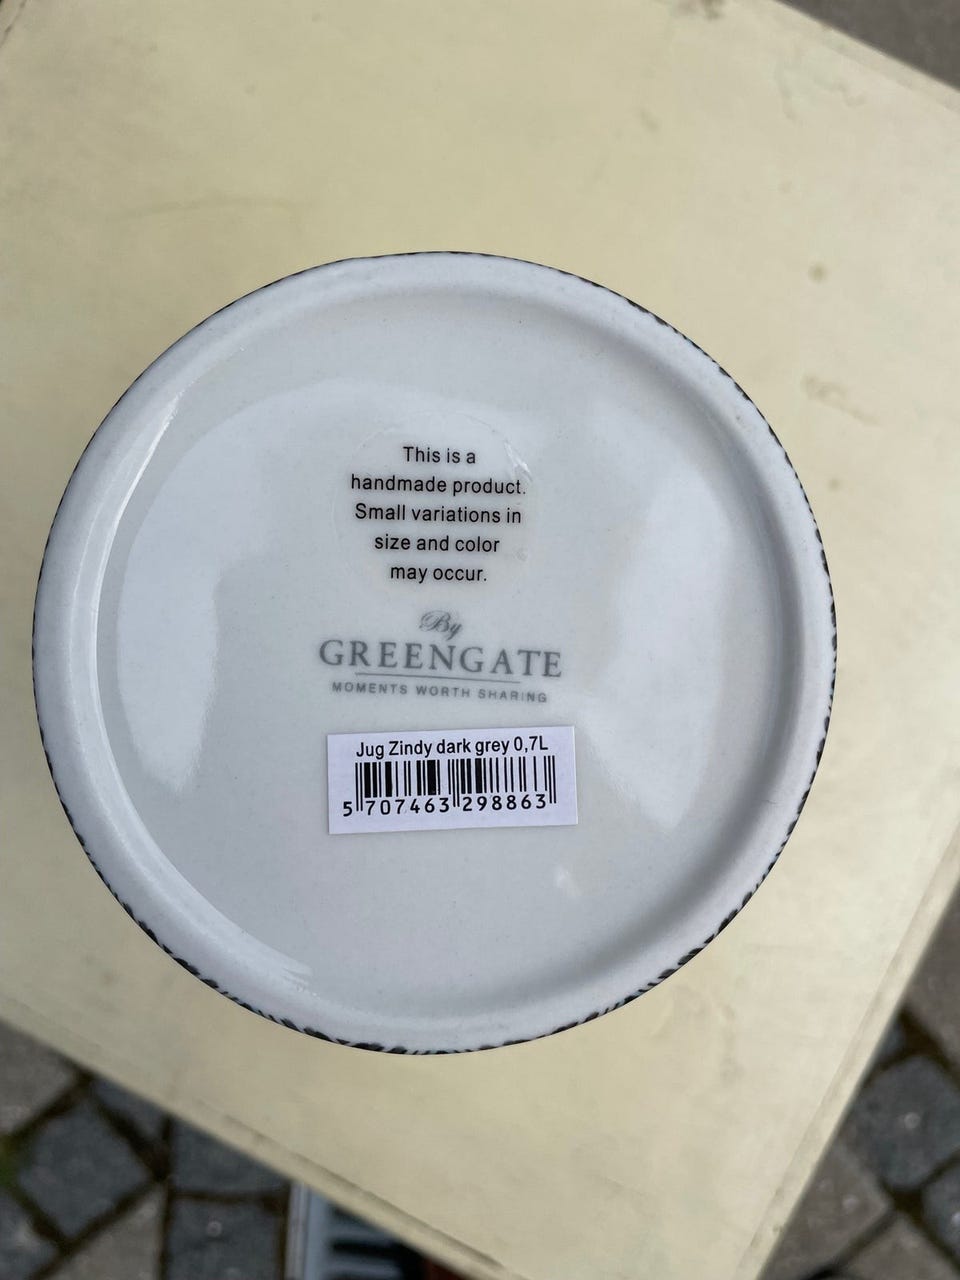 This is a
handmade product.
Small variations in
size and color
may occur.
By
GREENGATE
MOMENTS WORTH SHARING
Jug Zindy dark grey 0,7L
5 707463 298863